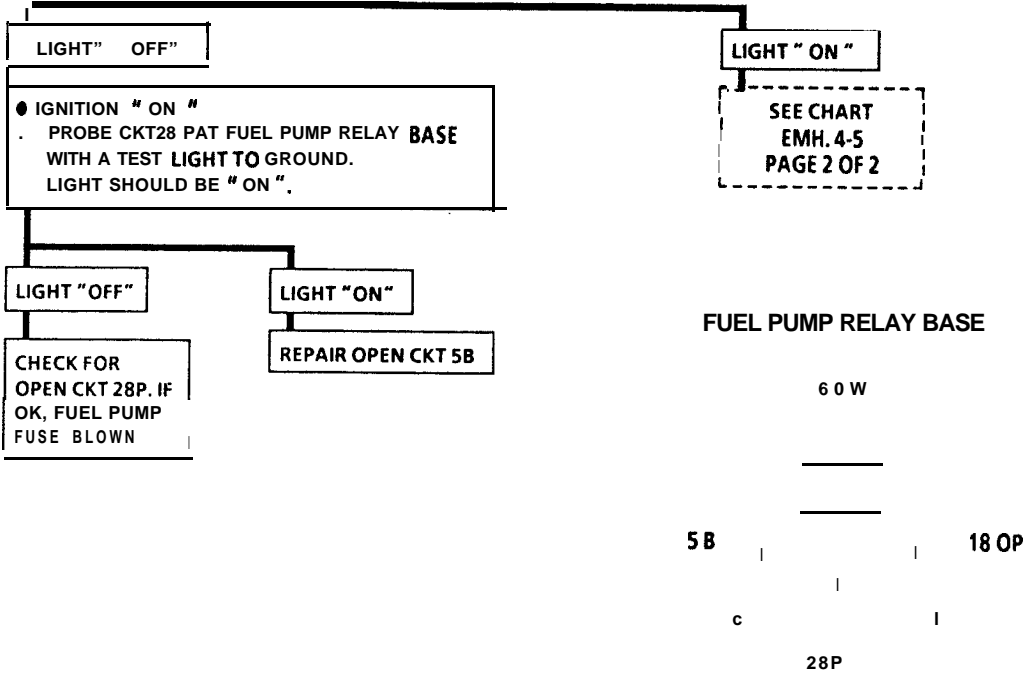 LIGHT” OFF”
LIGHT " ON "
● IGNITION " ON "
. PROBE CKT28 PAT FUEL PUMP RELAY BASE
WITH A TEST LIGHT TO GROUND.
LIGHT SHOULD BE " ON ".
SEE CHART
EMH. 4-5
PAGE 2 OF 2
LIGHT "OFF"
LIGHT "ON"
CHECK FOR
OPEN CKT 28P. IF
OK, FUEL PUMP
FUSE BLOWN
REPAIR OPEN CKT 5B
FUEL PUMP RELAY BASE
60W
5 B
18 OP
c
I
28P